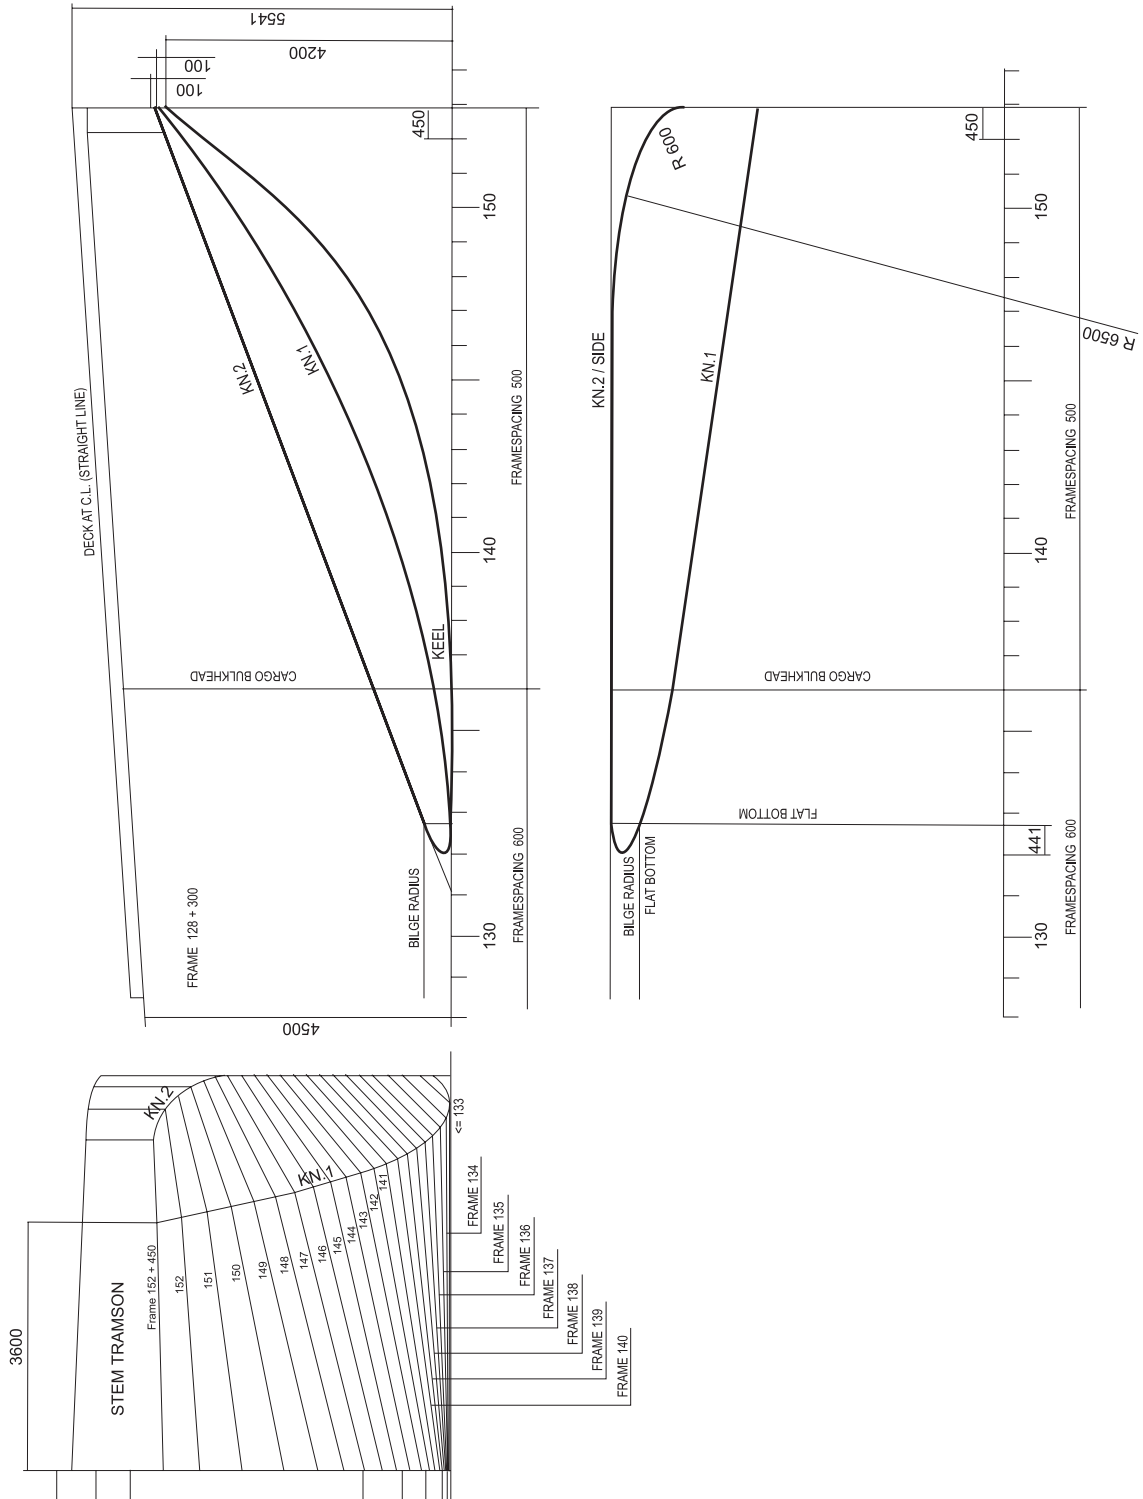 5541
4200
100
100
450
150
KN.2
KN.1
DECK AT C.L. (STRAIGHT LINE)
FRAMESPACING 500
140
KEEL
CARGO BULKHEAD
FRAME 128 + 300
BILGE RADIUS
FRAMESPACING 600
130
4500
R 600
450
150
KN.2 / SIDE
KN.1
R 6500
FRAMESPACING 500
140
CARGO BULKHEAD
FLAT BOTTOM
441
BILGE RADIUS
FLAT BOTTOM
FRAMESPACING 600
130
KN.2
<= 133
KN.1
141
142
143
144
145
146
147
148
149
150
151
152
Frame 152 + 450
STEM TRAMSON
3600
FRAME 134
FRAME 135
FRAME 136
FRAME 137
FRAME 138
FRAME 139
FRAME 140